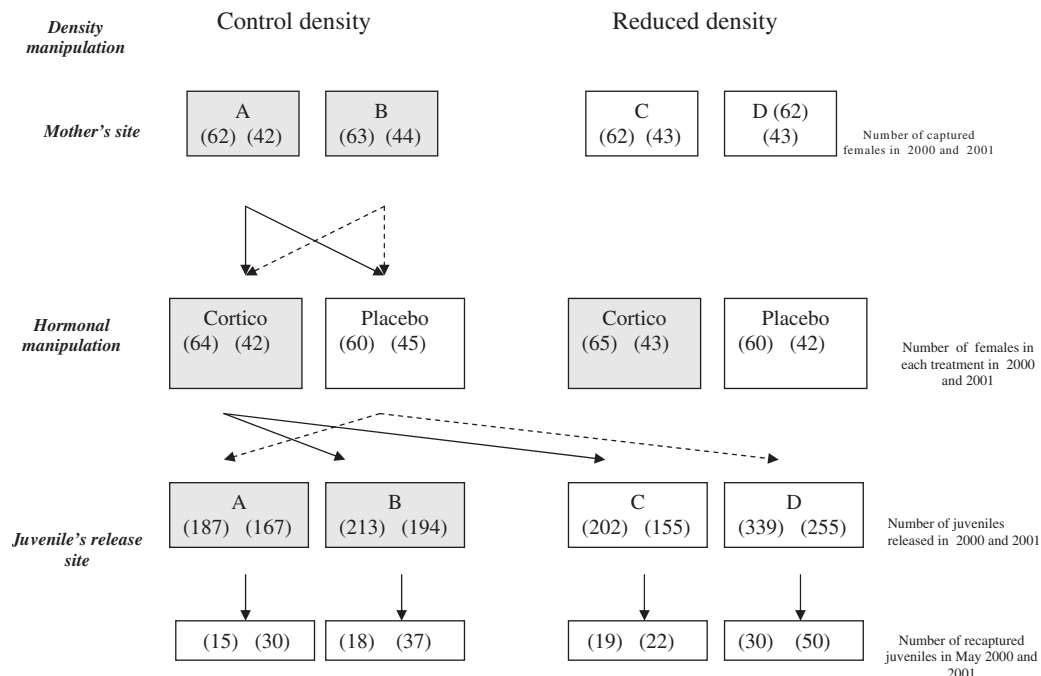 Density manipulation
Control density
Reduced density
Mother's site
A
(62) (42)
B
(63) (44)
C
(62) (43)
D (62)
(43)
Number of captured
females in 2000 and 2001
Hormonal manipulation
Cortico
(64) (42)
Placebo
(60) (45)
Cortico
(65) (43)
Placebo
(60) (42)
Number of females in
each treatment in 2000
and 2001
Juvenile's release site
A
(187) (167)
B
(213) (194)
C
(202) (155)
D
(339) (255)
Number of juveniles
released in 2000 and 2001
(15) (30)
(18) (37)
(19) (22)
(30) (50)
Number of recaptured
juveniles in May 2000 and
2001